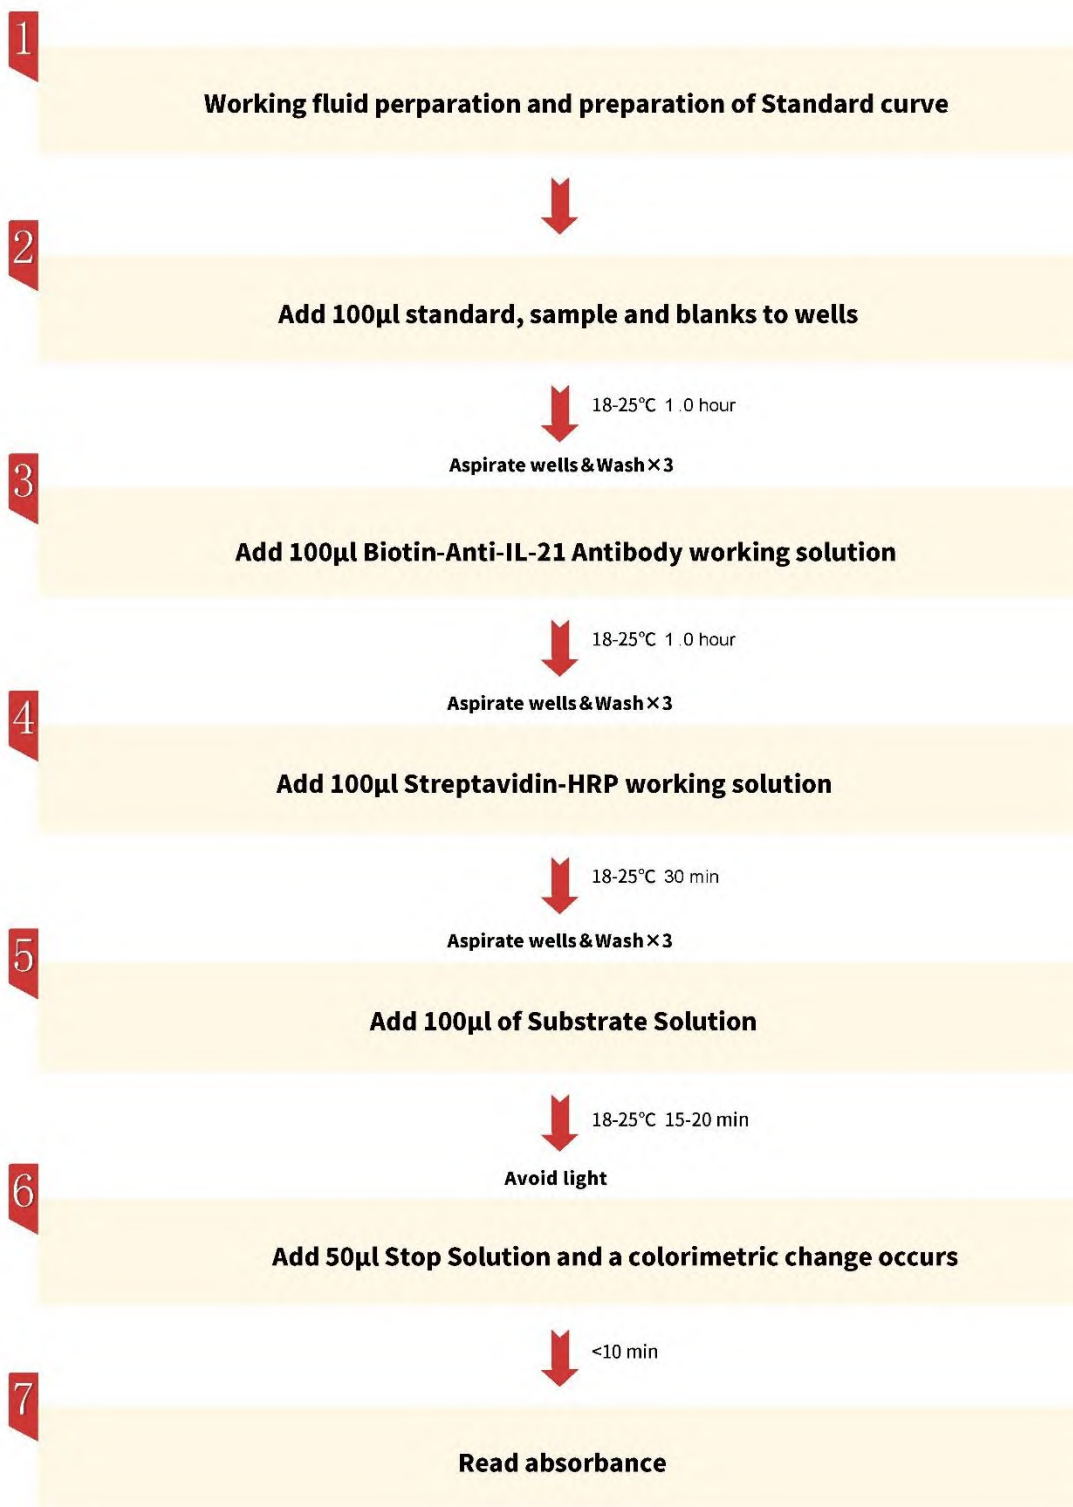 1
Working fluid perparation and preparation of Standard curve
2
Add 100μl standard, sample and blanks to wells
18-25℃ 1.0 hour
Aspirate wells&Wash×3
3
Add 100μl Biotin-Anti-IL-21 Antibody working solution
18-25℃ 1.0 hour
Aspirate wells&Wash×3
4
Add 100μl Streptavidin-HRP working solution
18-25℃ 30 min
Aspirate wells&Wash×3
5
Add 100μl of Substrate Solution
18-25℃ 15-20 min
Avoid light
6
Add 50μl Stop Solution and a colorimetric change occurs
<10 min
7
Read absorbance